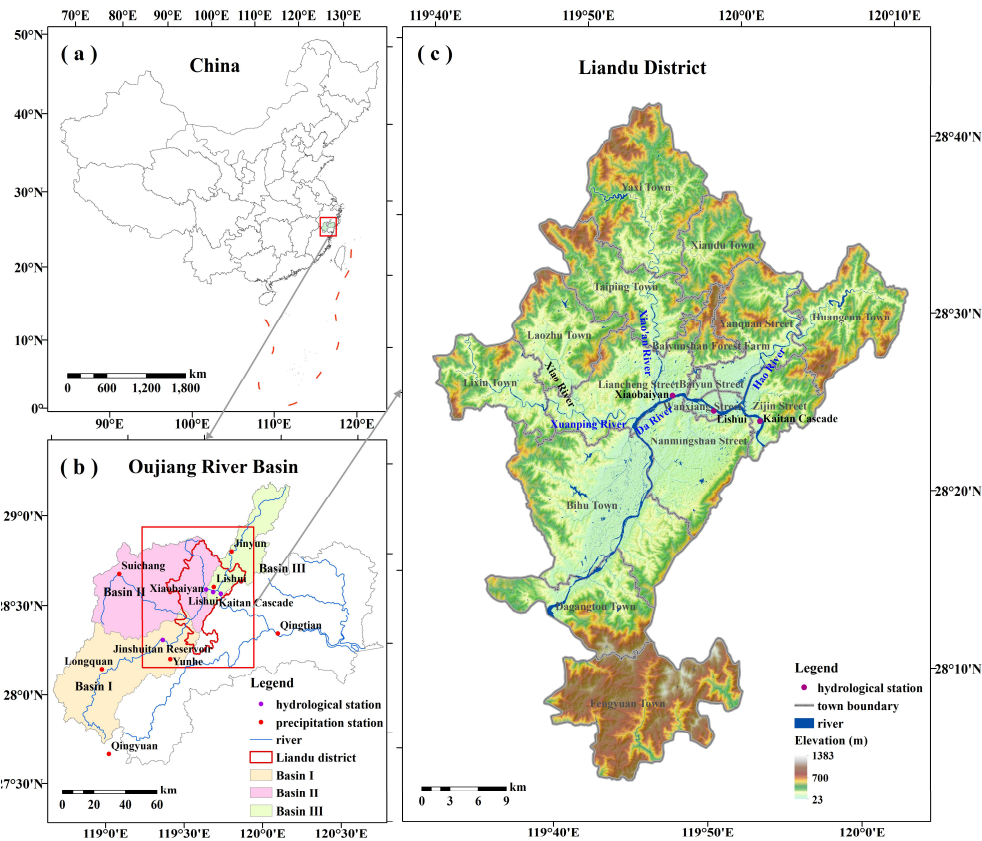 70°E 80°E 90°E 100°E 110°E 120°E 130°E
50°N
40°N
30°N
20°N
10°N
0°
( a )
China
0 600 1,200 1,800 km
90°E 100°E 110°E 120°E
( b )
Oujiang River Basin
29°0'N
28°30'N
28°0'N
27°30'N
Jinyun
Basin III
Suichang
Lishui
Basin II
Xiaobaiyan
Lishui
Kaitan Cascade
Qingtian
Jinshuitan Reservoir
Longquan
Yunhe
Basin I
Qingyuan
Legend
hydrological station
precipitation station
river
Liandu district
Basin I
Basin II
Basin III
km
0 20 40 60
119°0'E 119°30'E 120°0'E 120°30'E
119°40'E 119°50'E 120°0'E 120°10'E
( c )
Liandu District
28°40'N
28°30'N
28°20'N
28°10'N
Yaxi Town
Xiandu Town
Taiping Town
Huangcun Town
Yanquan Street
Laozhu Town
Xiao'an River
Baiyunshan Forest Farm
Hao River
Lixin Town
Xiao River
Liancheng Street
Baiyun Street
Xiaobaiyan
Wanxiang Street
Zijin Street
Lishui
Kaitan Cascade
Xuanping River
Da River
Nanmingshan Street
Bihu Town
Dagangtou Town
Fengyuan Town
Legend
hydrological station
town boundary
river
Elevation (m)
1383
700
23
km
0 3 6 9
119°40'E 119°50'E 120°0'E